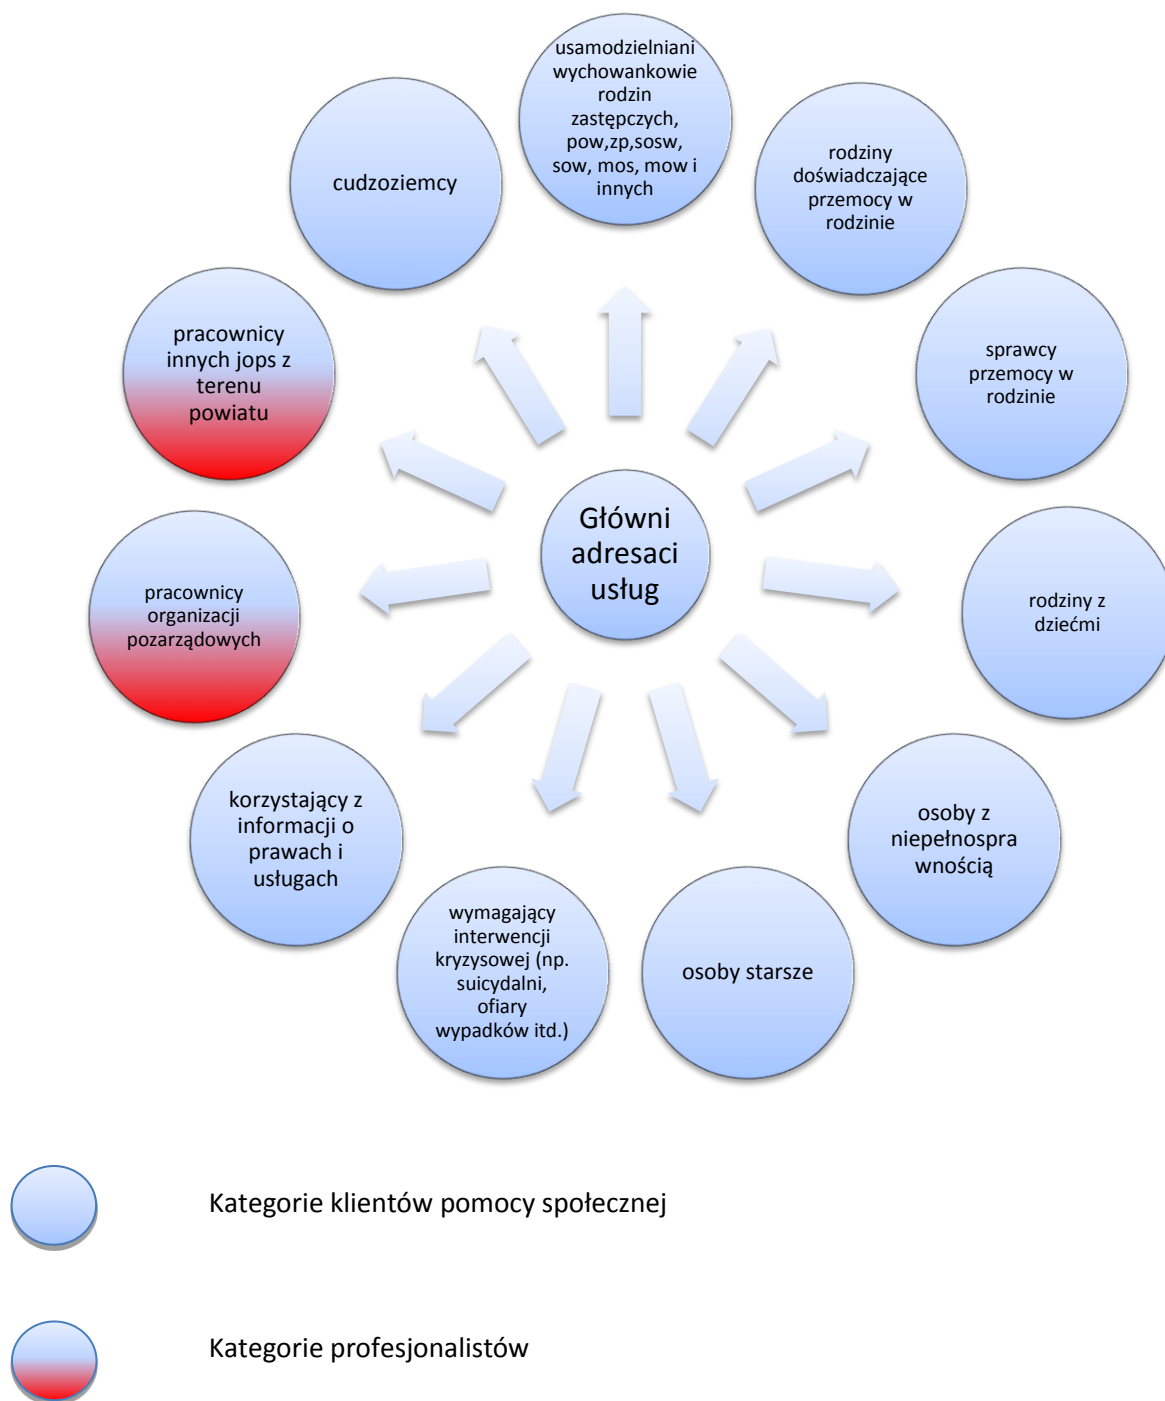 usamodzielniani
wychowankowie
rodzin
zastępczych,
pow,zp,sosw,
sow, mos, mow i
innych
rodziny
doświadczające
przemocy w
rodzinie
sprawcy
przemocy w
rodzinie
rodziny z
dziećmi
osoby z
niepełnospra
wnością
osoby starsze
wymagający
interwencji
kryzysowej (np.
suicydalni,
ofiary
wypadków itd.)
korzystający z
informacji o
prawach i
usługach
pracownicy
organizacji
pozarządowych
pracownicy
innych jops z
terenu
powiatu
cudzoziemcy
Główni
adresaci
usług
Kategorie klientów pomocy społecznej
Kategorie profesjonalistów